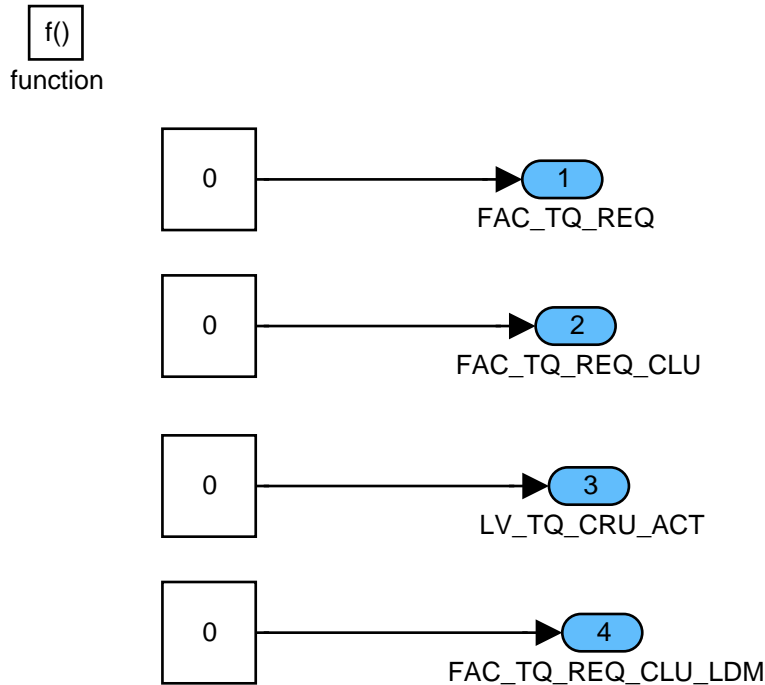 f()
function
0
1
FAC_TQ_REQ
0
2
FAC_TQ_REQ_CLU
0
3
LV_TQ_CRU_ACT
0
4
FAC_TQ_REQ_CLU_LDM